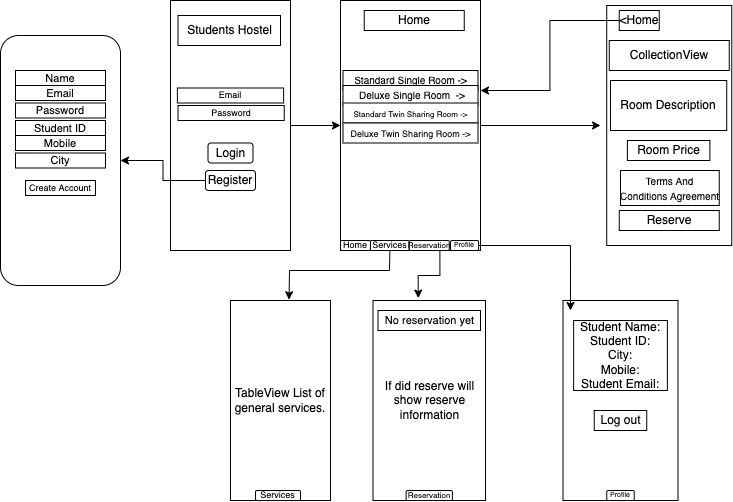 Name
Email
Password
Student ID
Mobile
City
Create Account
Students Hostel
Email
Password
Login
Register
Home
Standard Single Room ->
Deluxe Single Room ->
Standard Twin Sharing Room ->
Deluxe Twin Sharing Room ->
Home Services Reservation Profile
<Home
CollectionView
Room Description
Room Price
Terms And
Conditions Agreement
Reserve
TableView List of
general services.
Services
No reservation yet
If did reserve will
show reserve
information
Reservation
Student Name:
Student ID:
City:
Mobile:
Student Email:
Log out
Profile